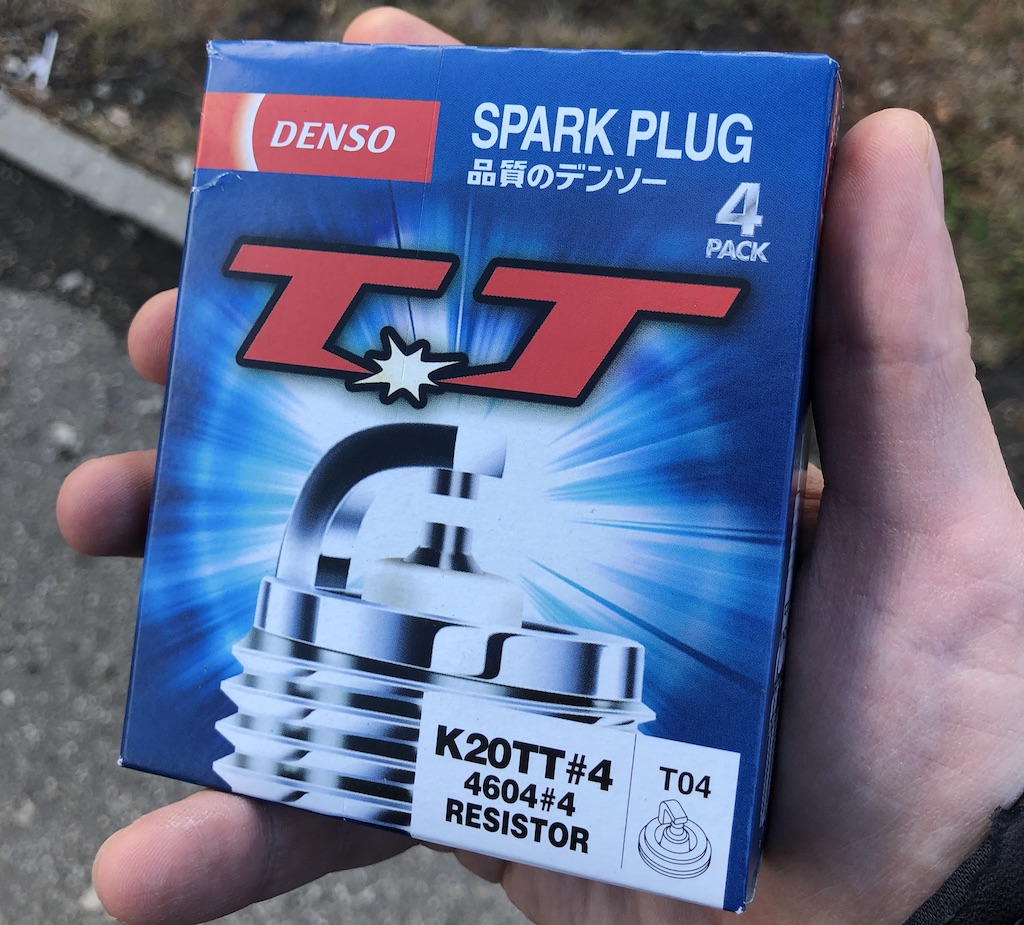 DENSO
SPARK PLUG
品質のデンソー
4
PACK
TT
K20TT#4
4604#4
RESISTOR
T04